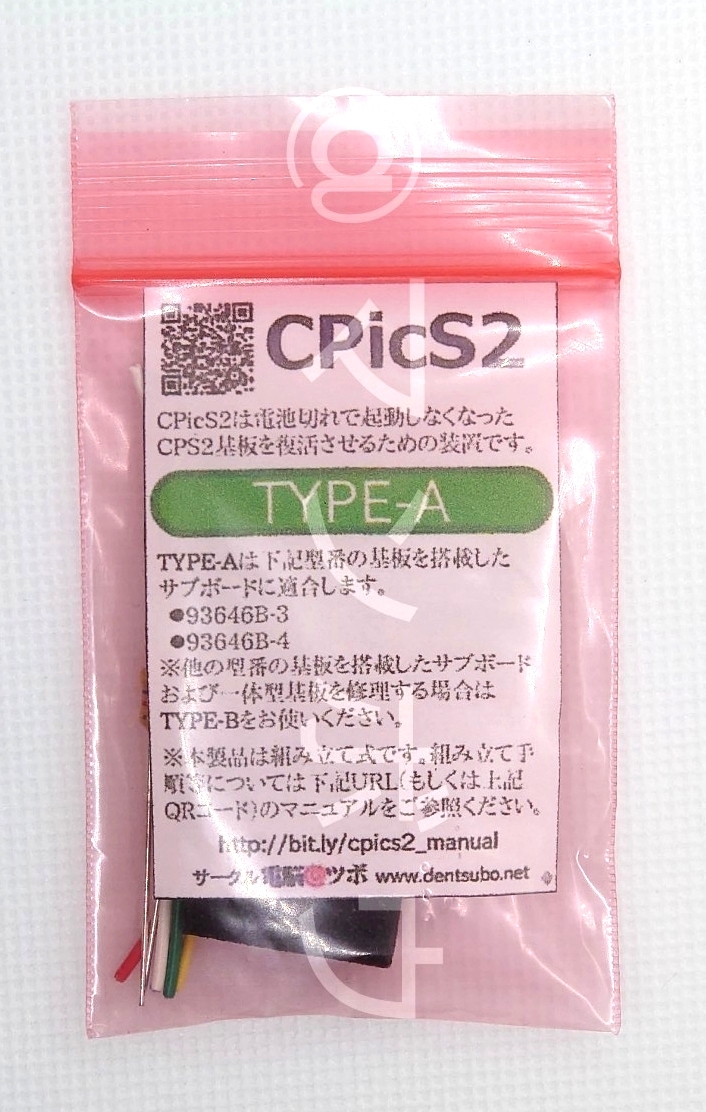 CPicS2
CPicS2は電池切れで起動しなくなった
CPS2基板を復活させるための装置です。
TYPE-A
TYPE-Aは下記型番の基板を搭載した
サブボードに適合します。
●93646B-3
●93646B-4
※他の型番の基板を搭載したサブボード
および一体型基板を修理する場合は
TYPE-Bをお使いください。
※本製品は組み立て式です。組み立て手
順等については下記URL(もしくは上記
QRコード)のマニュアルをご参照ください。
http://bit.ly/cpics2_manual
サークル電脳@ツボ www.dentsubo.net